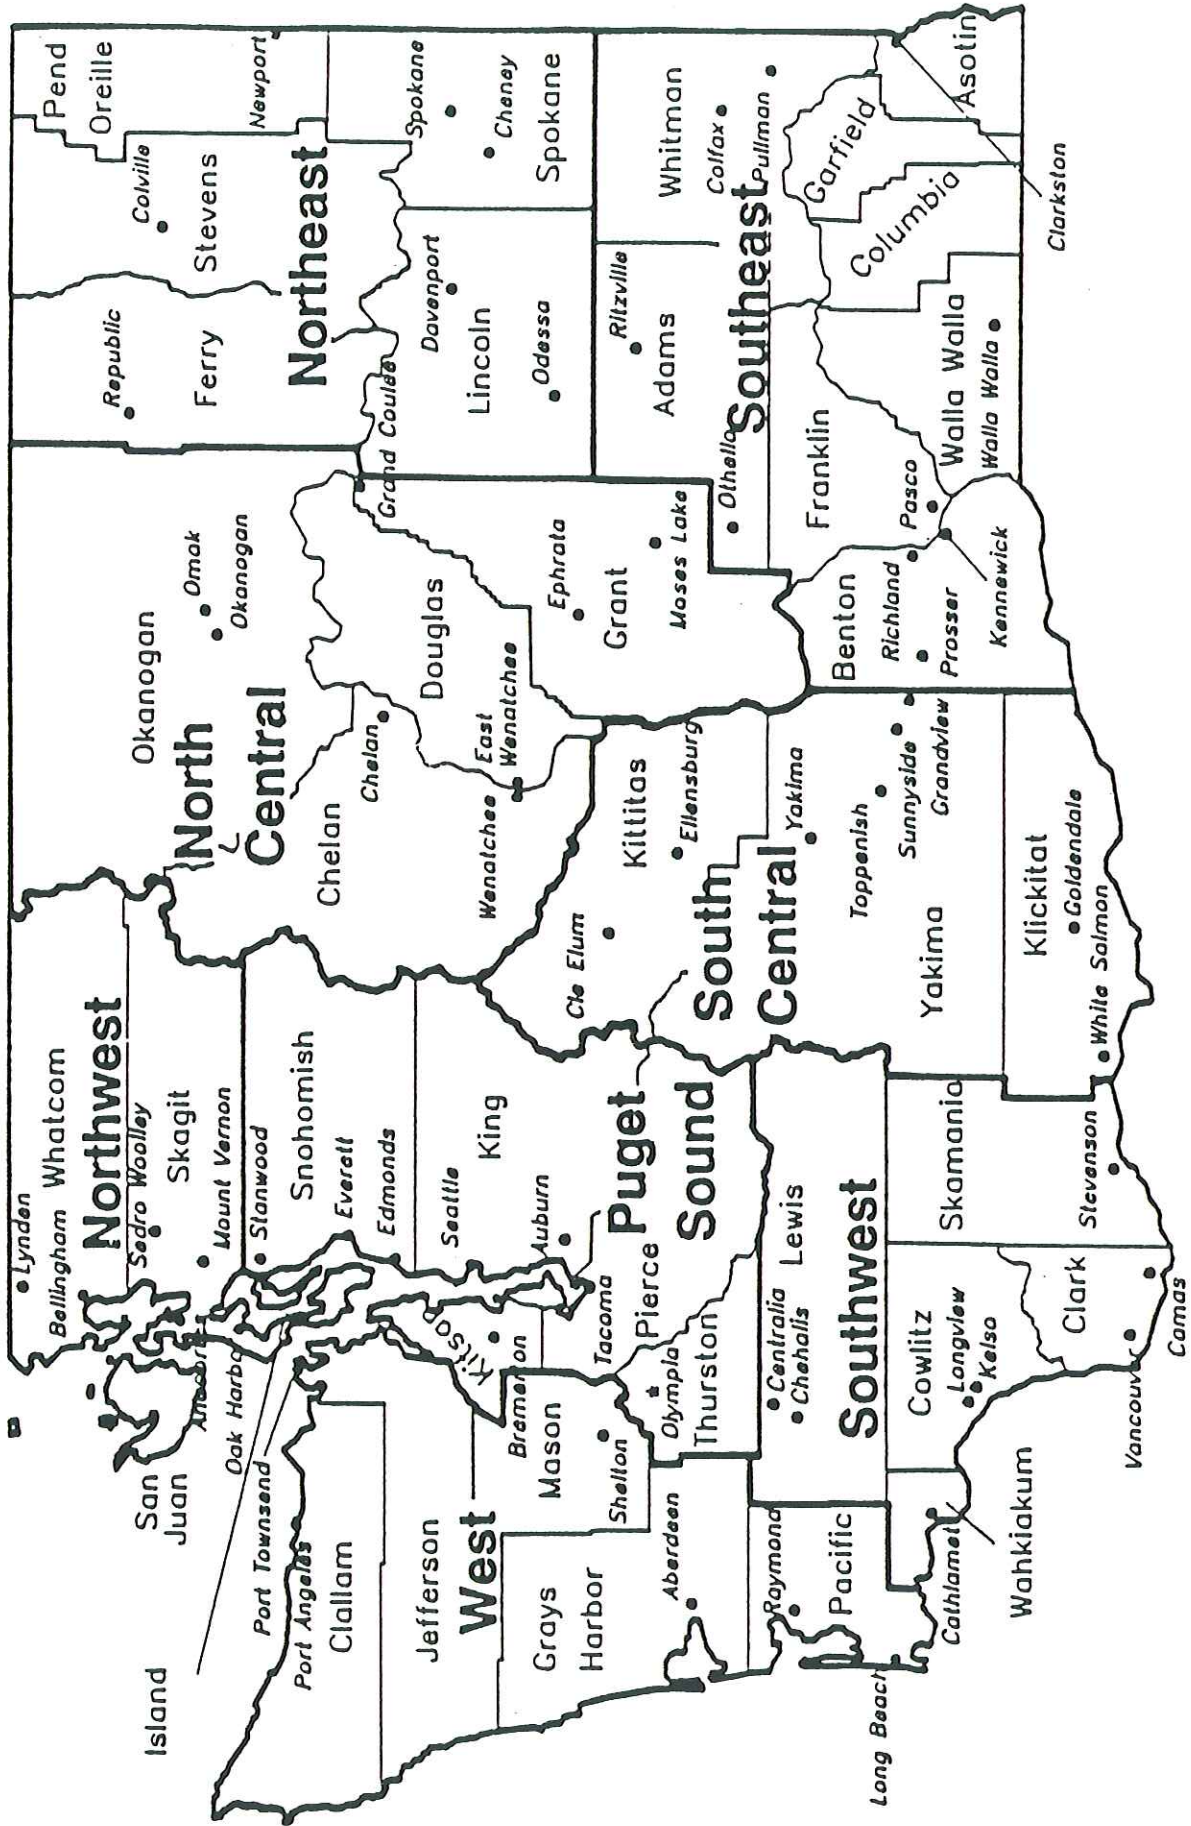 Lynden
Bellingham
Whatcom
Northwest
Sedro Woolley
Skagit
Mount Vernon
San
Juan
Oak Harbo
Island
Stanwood
Snohomish
Everett
Edmonds
Port Townsend
Port Angeles
Clallam
Jefferson
West
Grays
Harbor
Aberdeen
Kitsap
Bremerton
Mason
Shelton
Seattle
King
Auburn
Puget
Sound
Tacoma
Pierce
Olympia
Thurston
Raymond
Pacific
Long Beach
Centralia
Chehalis
Lewis
Southwest
Cathlamet
Wahkiakum
Cowlitz
Longview
Kelso
Clark
Vancouver
Camas
Skamania
Stevenson
Okanogan
North
Central
Omak
Okanogan
Chelan
Chelan
Wenatchee
East
Wenatchee
Douglas
Grand Coulee
Ephrata
Grant
Moses Lake
Cle Elum
Kittitas
Ellensburg
South
Central
Yakima
Toppenish
Sunnyside
Grandview
Yakima
Klickitat
Goldendale
White Salmon
Republic
Ferry
Colville
Stevens
Pend
Oreille
Newport
Northeast
Davenport
Lincoln
Odessa
Spokane
Cheney
Spokane
Ritzville
Adams
Othello
Southeast
Whitman
Colfax
Pullman
Franklin
Pasco
Benton
Richland
Prosser
Kennewick
Walla Walla
Walla Walla
Columbia
Garfield
Asotin
Clarkston